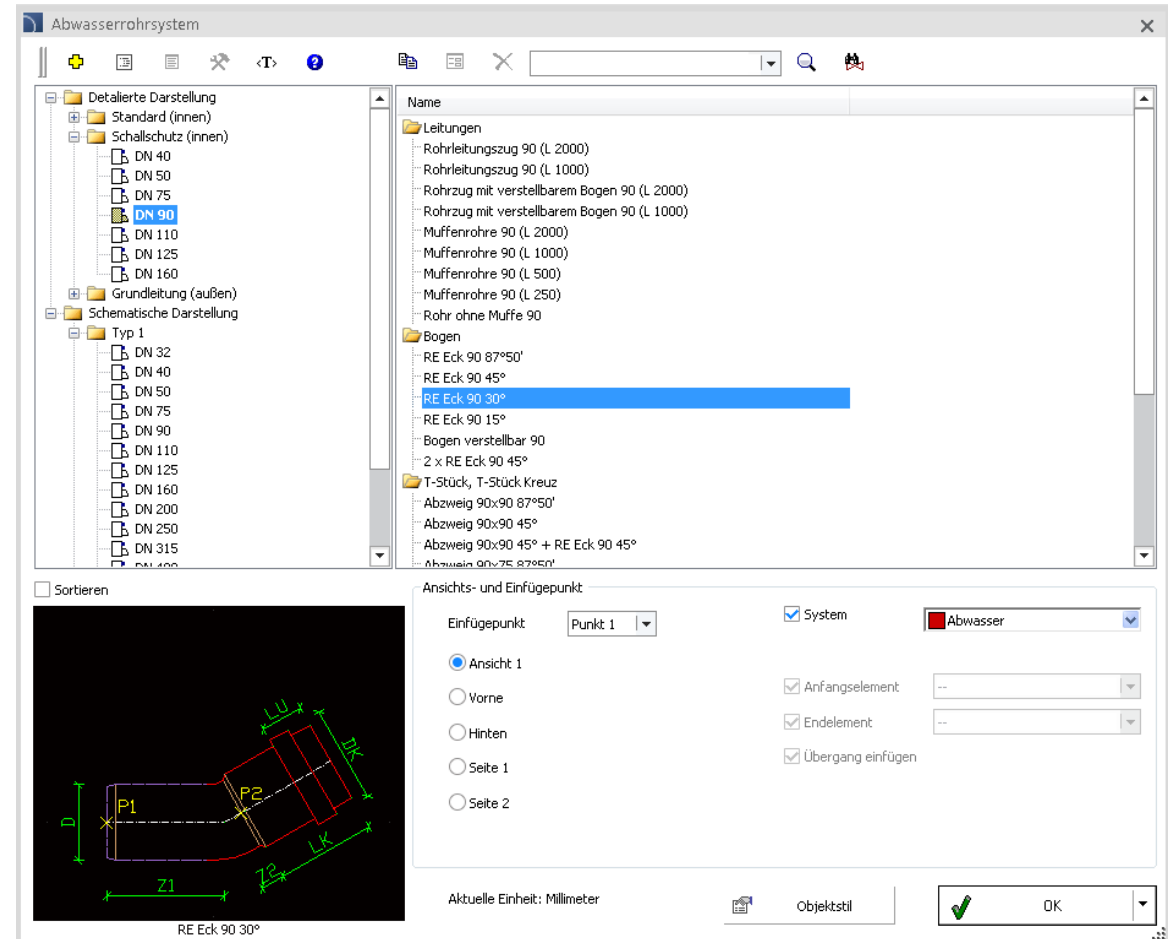 Abwasserrohrsystem
‹T›
Detalierte Darstellung
Standard (innen)
Schallschutz (innen)
DN 40
DN 50
DN 75
DN 90
DN 110
DN 125
DN 160
Grundleitung (außen)
Schematische Darstellung
Typ 1
DN 32
DN 40
DN 50
DN 75
DN 90
DN 110
DN 125
DN 160
DN 200
DN 250
DN 315
DN 400
Name
Leitungen
Rohrleitungszug 90 (L 2000)
Rohrleitungszug 90 (L 1000)
Rohrzug mit verstellbarem Bogen 90 (L 2000)
Rohrzug mit verstellbarem Bogen 90 (L 1000)
Muffenrohre 90 (L 2000)
Muffenrohre 90 (L 1000)
Muffenrohre 90 (L 500)
Muffenrohre 90 (L 250)
Rohr ohne Muffe 90
Bogen
RE Eck 90 87°50'
RE Eck 90 45°
RE Eck 90 30°
RE Eck 90 15°
Bogen verstellbar 90
2 x RE Eck 90 45°
T-Stück, T-Stück Kreuz
Abzweig 90x90 87°50'
Abzweig 90x90 45°
Abzweig 90x90 45° + RE Eck 90 45°
Abzweig 90x75 87°50'
Sortieren
LU
DK
P1
P2
D
LK
Z2
Z1
RE Eck 90 30°
Ansichts- und Einfügepunkt
Einfügepunkt
Punkt 1
Ansicht 1
Vorne
Hinten
Seite 1
Seite 2
System
Abwasser
Anfangselement
--
Endelement
--
Übergang einfügen
Aktuelle Einheit: Millimeter
Objektstil
OK